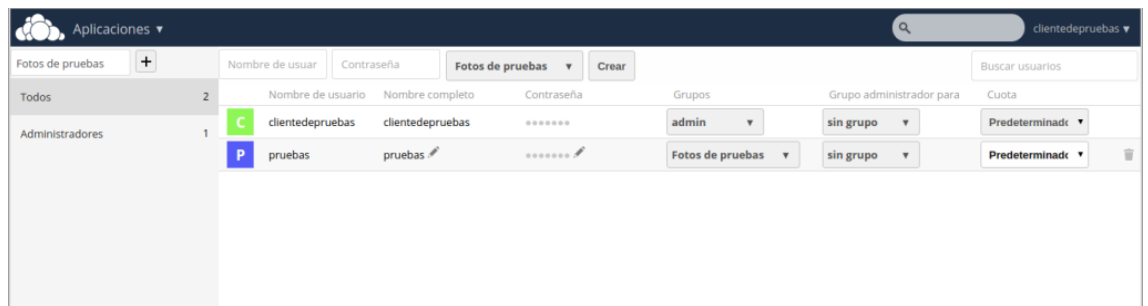 Aplicaciones ▼ clientedepruebas ▼
Fotos de pruebas + Nombre de usuar Contraseña Fotos de pruebas ▼ Crear Buscar usuarios
Todos 2 Nombre de usuario Nombre completo Contraseña Grupos Grupo administrador para Cuota
C clientedepruebas clientedepruebas ●●●●●●● admin ▼ sin grupo ▼ Predeterminadc ▼
Administradores 1
P pruebas pruebas ●●●●●●● Fotos de pruebas ▼ sin grupo ▼ Predeterminadc ▼